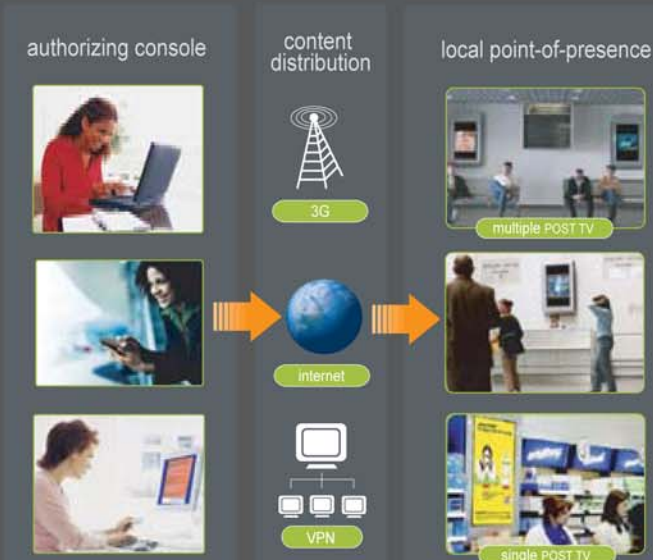 authorizing console
content
distribution
local point-of-presence
3G
multiple POST TV
internet
VPN
single POST TV